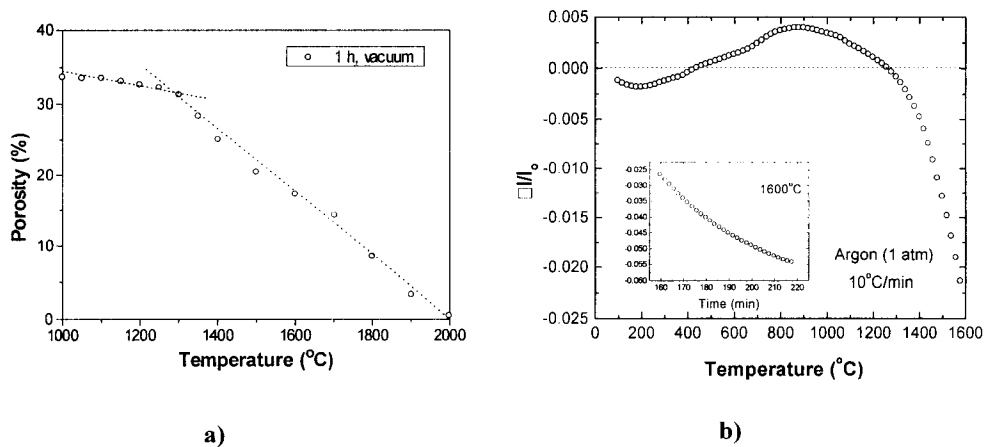 40
30
20
10
0
1000 1200 1400 1600 1800 2000
Porosity (%)
Temperature (°C)
1 h, vacuum
a)
0.005
0.000
-0.005
-0.010
-0.015
-0.020
-0.025
0 200 400 600 800 1000 1200 1400 1600
□l/lo
Temperature (°C)
-0.025
-0.030
-0.035
-0.040
-0.045
-0.050
-0.055
-0.060
160 170 180 190 200 210 220
Time (min)
1600°C
Argon (1 atm)
10°C/min
b)